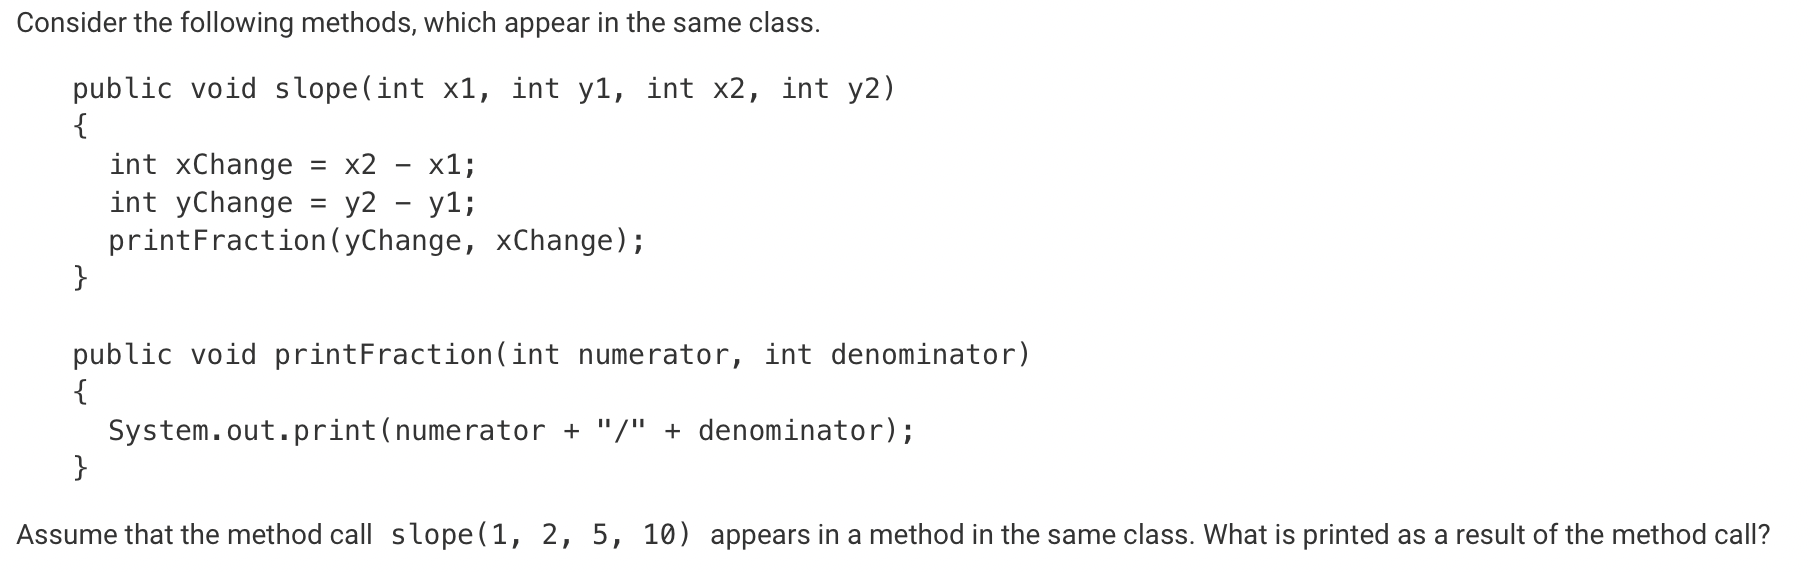 Consider the following methods, which appear in the same class.
public void slope(int x1, int y1, int x2, int y2)
{
  int xChange = x2 - x1;
  int yChange = y2 - y1;
  printFraction(yChange, xChange);
}
public void printFraction(int numerator, int denominator)
{
  System.out.print(numerator + "/" + denominator);
}
Assume that the method call slope(1, 2, 5, 10) appears in a method in the same class. What is printed as a result of the method call?